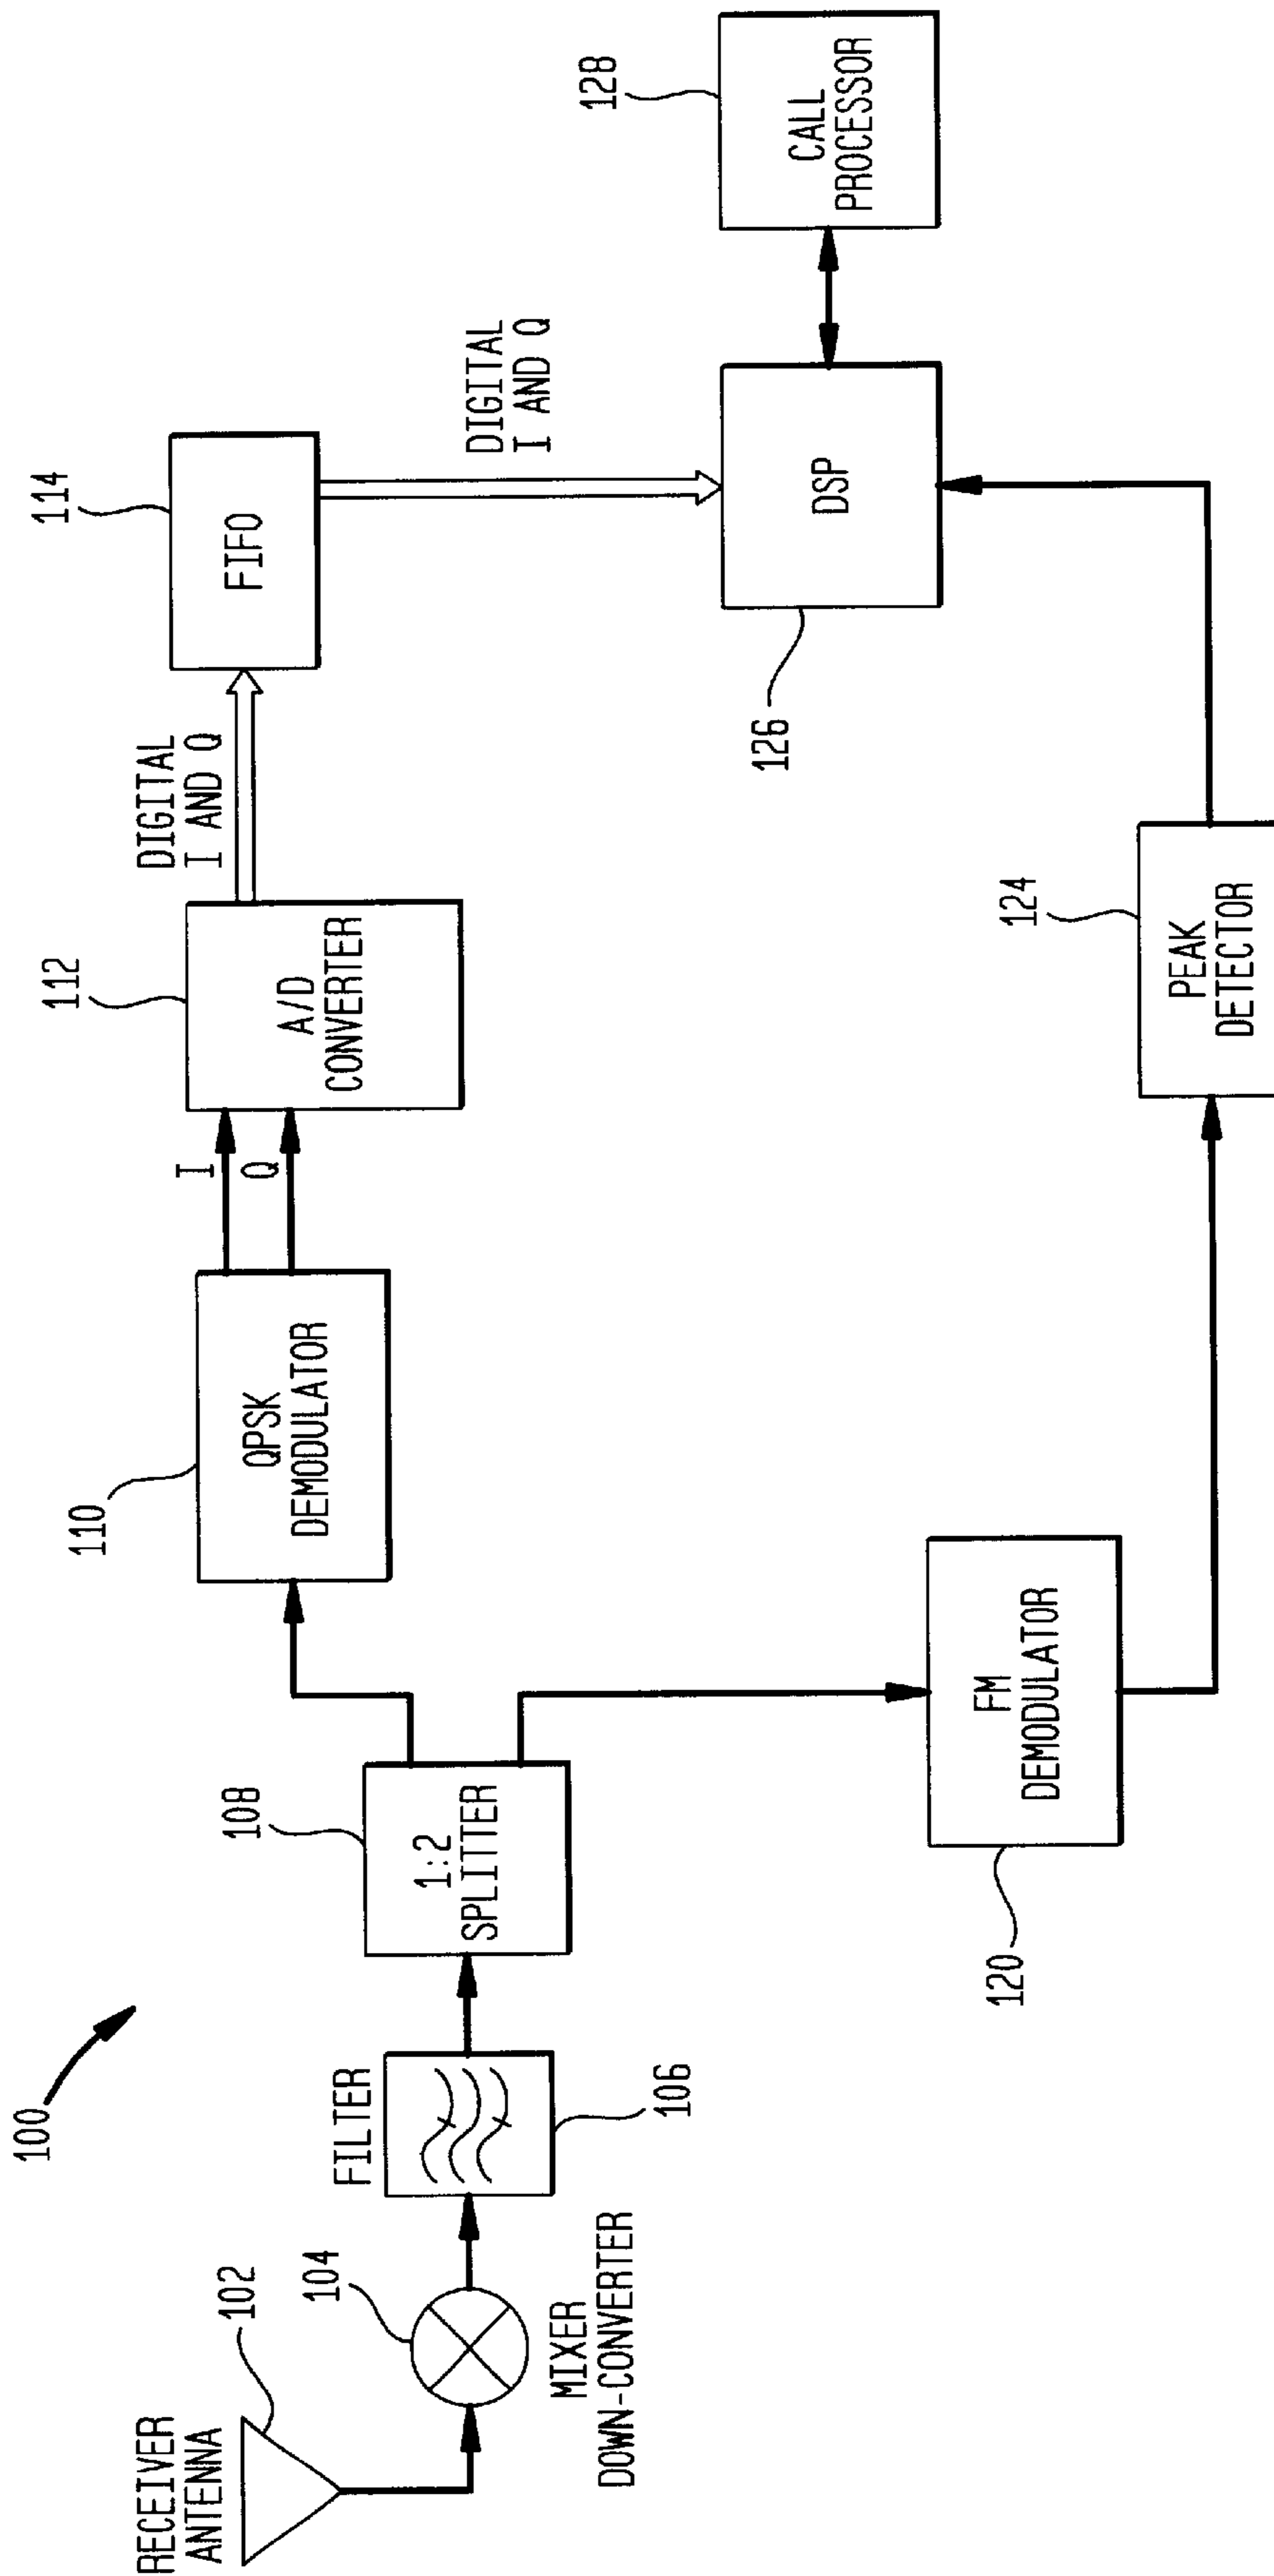 100
RECEIVER
ANTENNA
102
104
MIXER
DOWN-CONVERTER
FILTER
106
108
1:2
SPLITTER
110
QPSK
DEMODULATOR
I
Q
112
A/D
CONVERTER
DIGITAL
I AND Q
114
FIFO
DIGITAL
I AND Q
120
FM
DEMODULATOR
124
PEAK
DETECTOR
126
DSP
128
CALL
PROCESSOR